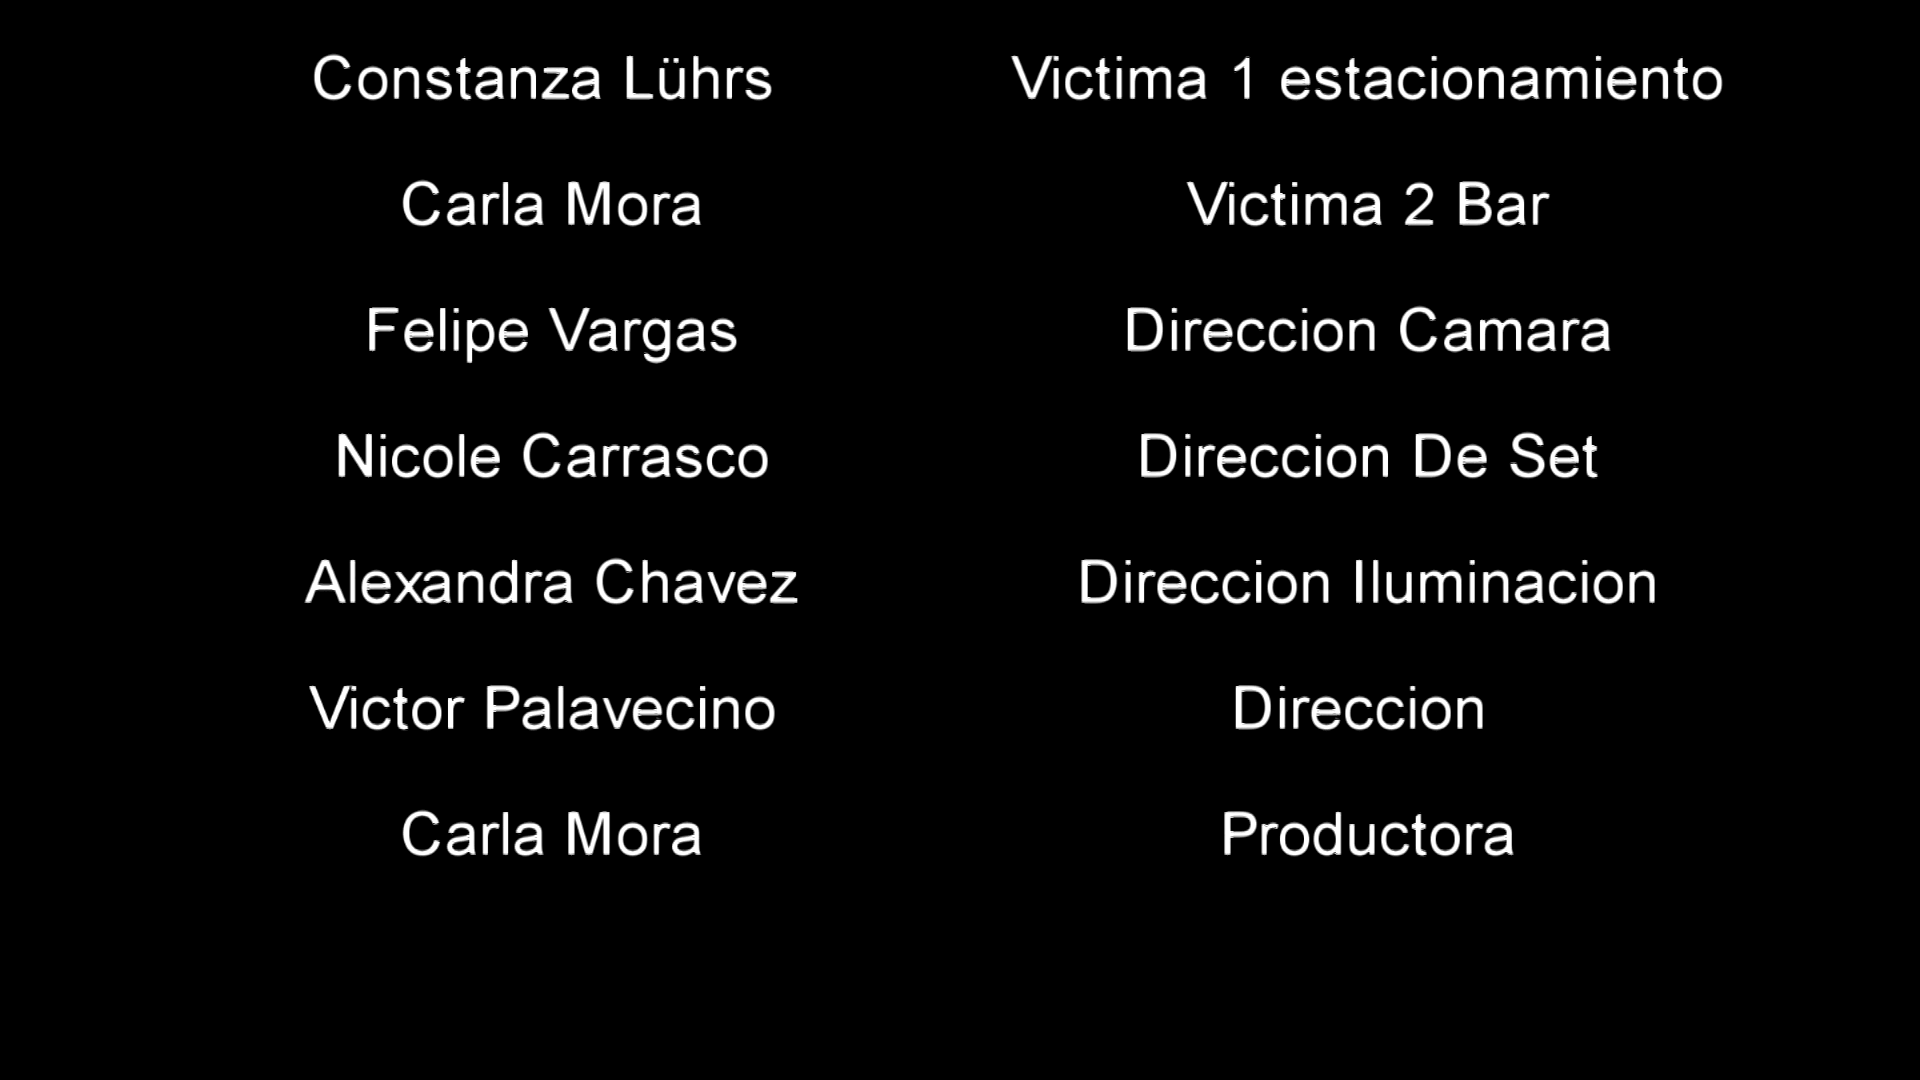 Constanza Lührs Victima 1 estacionamiento
Carla Mora Victima 2 Bar
Felipe Vargas Direccion Camara
Nicole Carrasco Direccion De Set
Alexandra Chavez Direccion Iluminacion
Victor Palavecino Direccion
Carla Mora Productora